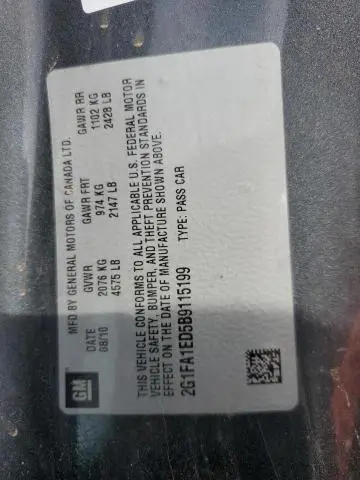 GM
MFD BY GENERAL MOTORS OF CANADA LTD.
DATE GVWR GAWR FRT GAWR RR
08/10 2076 KG 974 KG 1102 KG
4575 LB 2147 LB 2428 LB
THIS VEHICLE CONFORMS TO ALL APPLICABLE U.S. FEDERAL MOTOR
VEHICLE SAFETY, BUMPER, AND THEFT PREVENTION STANDARDS IN
EFFECT ON THE DATE OF MANUFACTURE SHOWN ABOVE.
2G1FA1ED5B9115199 TYPE: PASS CAR